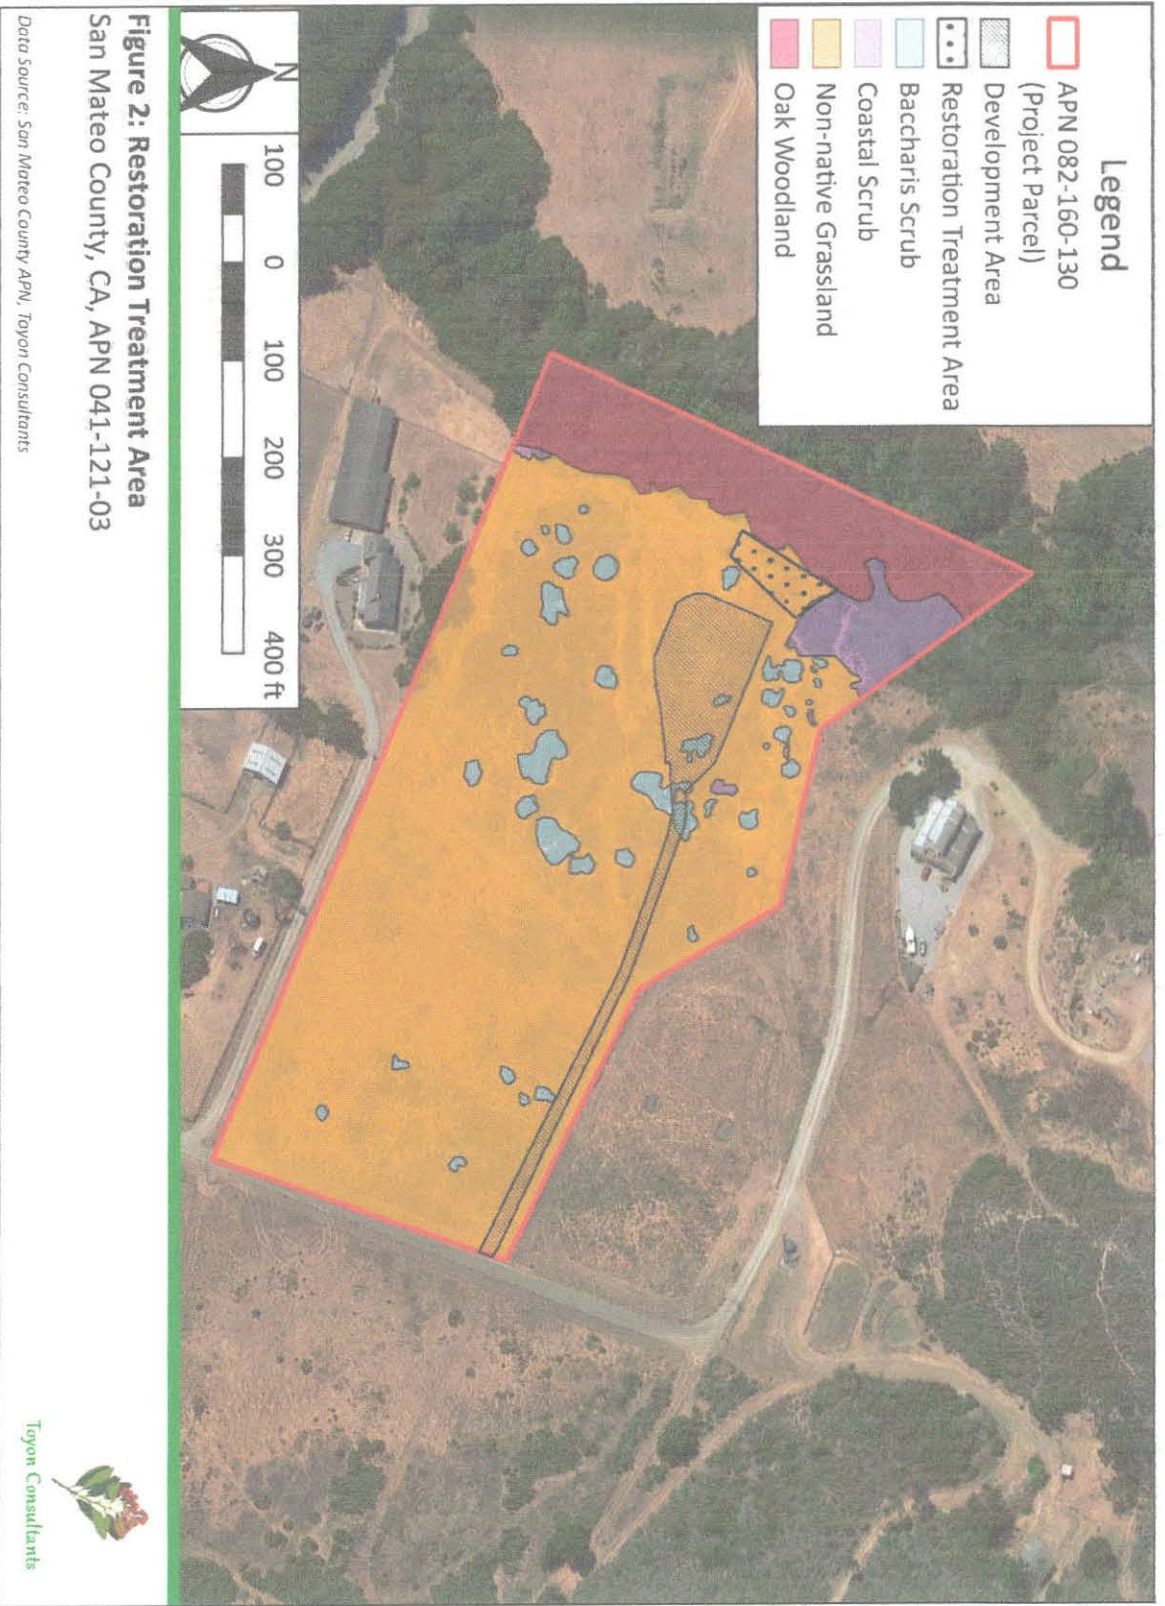 Legend
APN 082-160-130
(Project Parcel)
Development Area
Restoration Treatment Area
Baccharis Scrub
Coastal Scrub
Non-native Grassland
Oak Woodland
N
100 0 100 200 300 400 ft
Figure 2: Restoration Treatment Area
San Mateo County, CA, APN 041-121-03
Data Source: San Mateo County APN, Toyon Consultants
Toyon Consultants